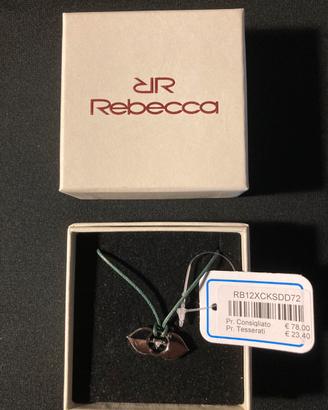 RR
Rebecca
RB12XCKSDD72
Pr. Consigliato € 78,00
Pr. Tesserati € 23,40